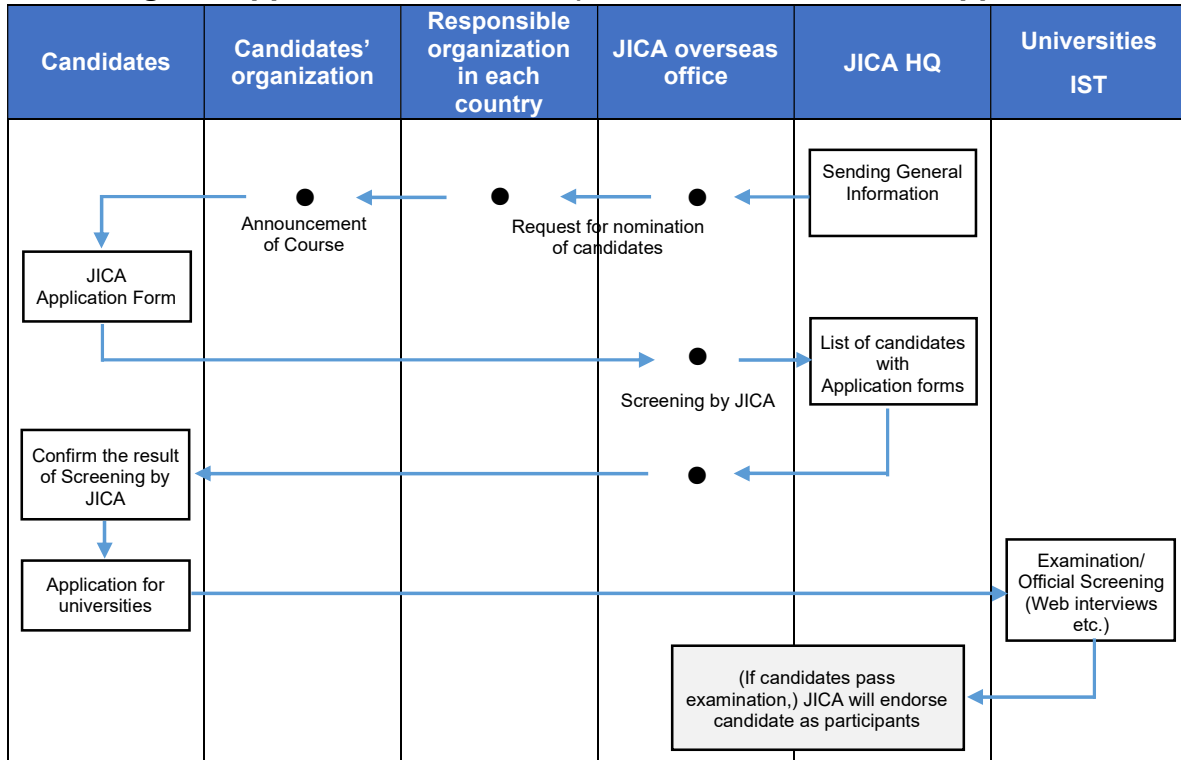 Candidates
Candidates’
organization
Responsible
organization
in each
country
JICA overseas
office
JICA HQ
Universities
IST
Sending General
Information
Announcement
of Course
Request for nomination
of candidates
JICA
Application Form
List of candidates
with
Application forms
Screening by JICA
Confirm the result
of Screening by
JICA
Application for
universities
Examination/
Official Screening
(Web interviews
etc.)
(If candidates pass
examination,) JICA will endorse
candidate as participants